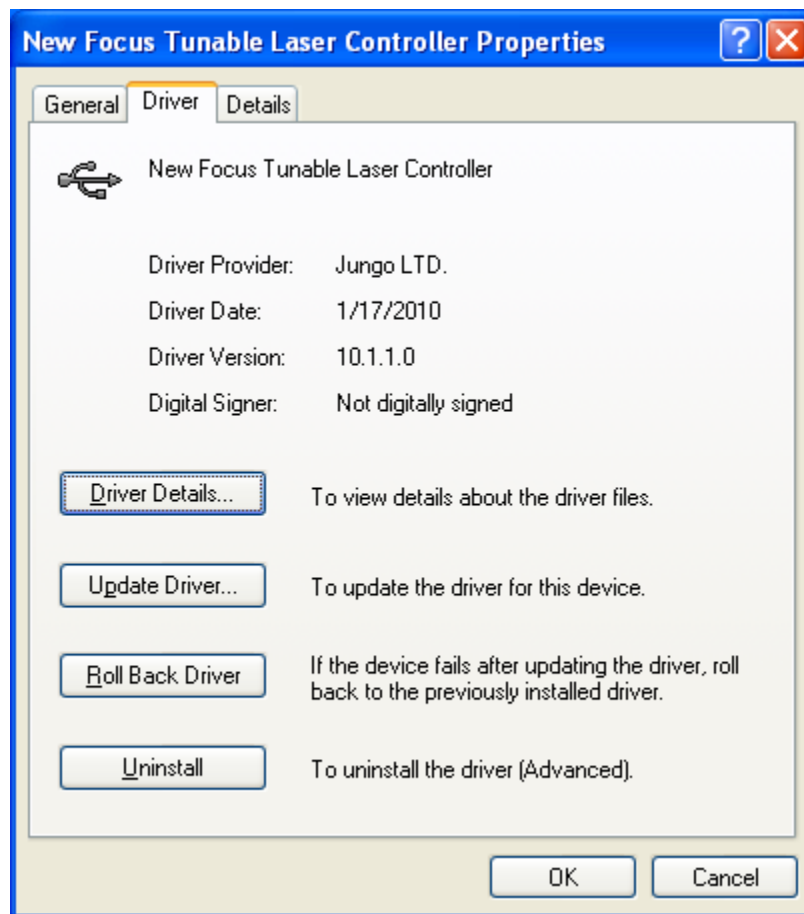 New Focus Tunable Laser Controller Properties
General Driver Details
New Focus Tunable Laser Controller
Driver Provider: Jungo LTD.
Driver Date: 1/17/2010
Driver Version: 10.1.1.0
Digital Signer: Not digitally signed
Driver Details... To view details about the driver files.
Update Driver... To update the driver for this device.
Roll Back Driver If the device fails after updating the driver, roll
back to the previously installed driver.
Uninstall To uninstall the driver (Advanced).
OK Cancel